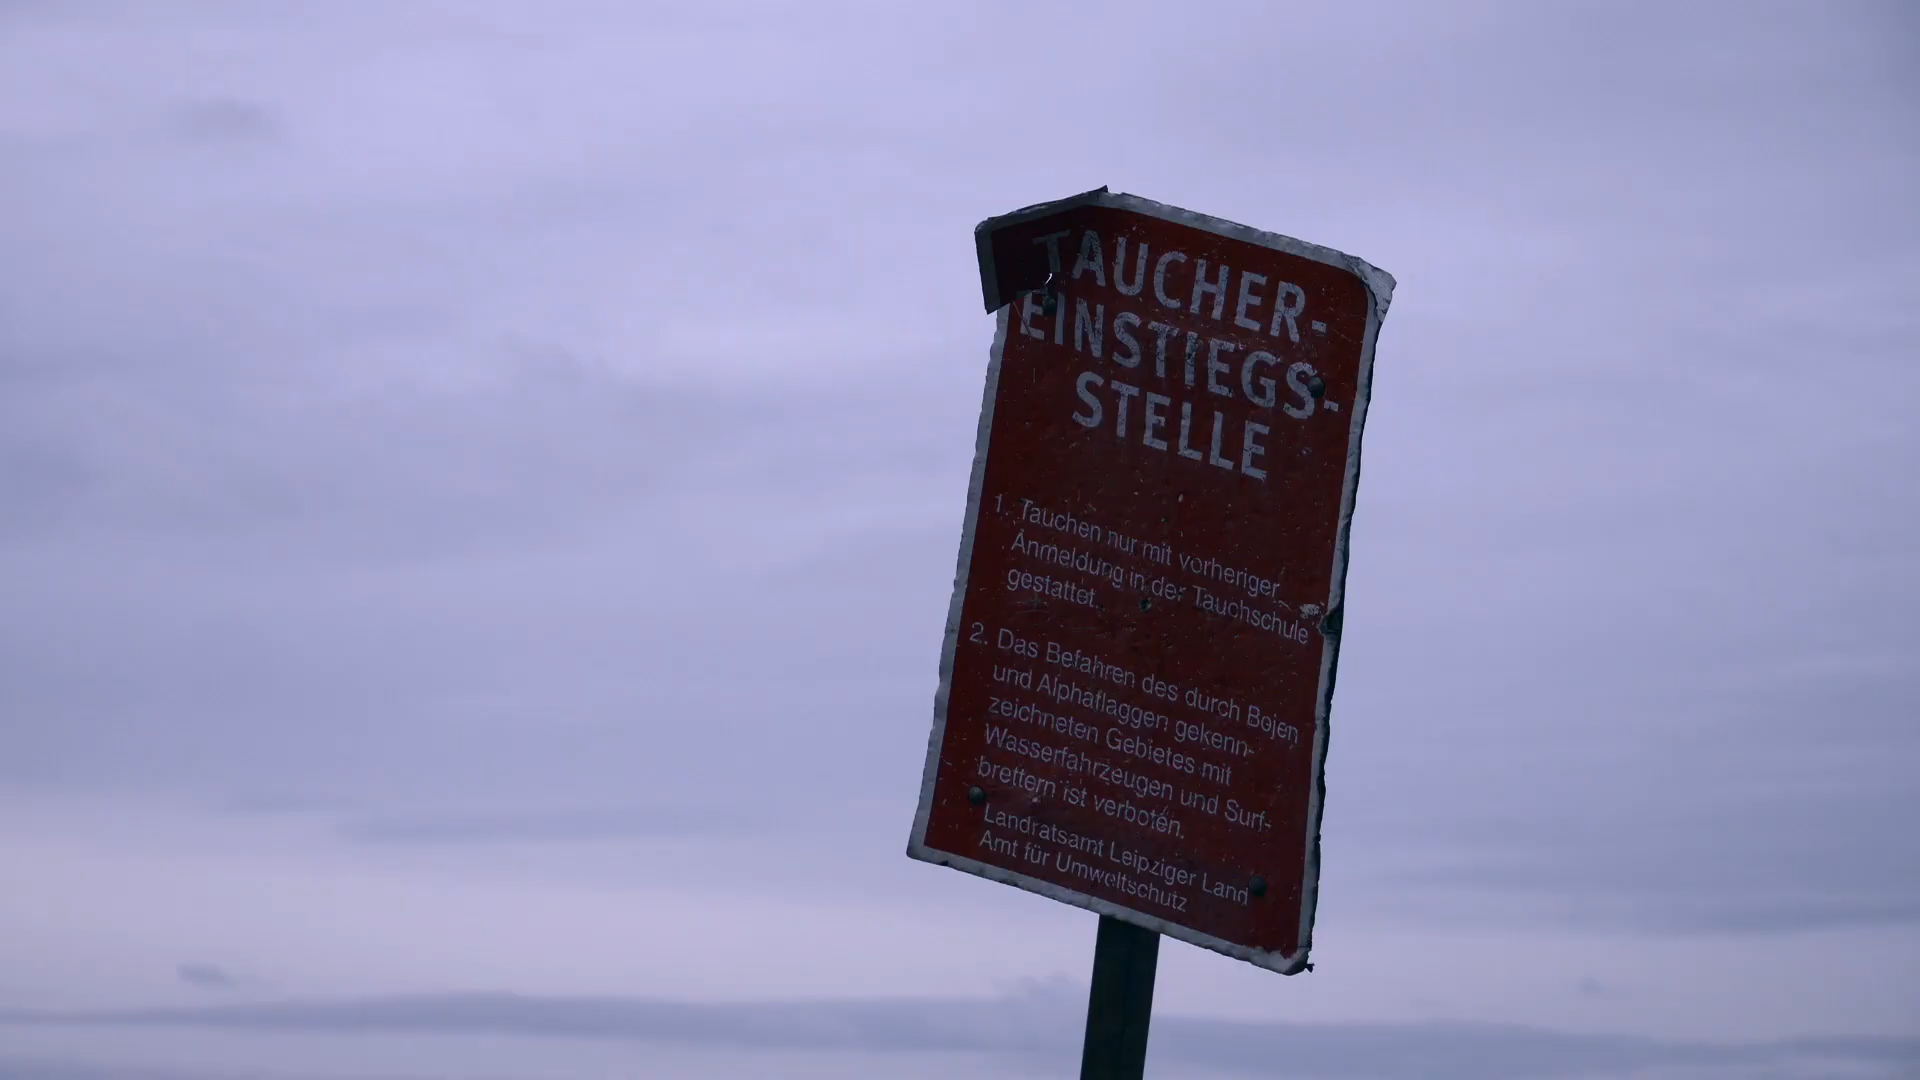 TAUCHER-
EINSTIEGS-
STELLE
1. Tauchen nur mit vorheriger
Anmeldung in der Tauchschule
gestattet.
2. Das Befahren des durch Bojen
und Alphaflaggen gekenn-
zeichneten Gebietes mit
Wasserfahrzeugen und Surf-
brettern ist verboten.
Landratsamt Leipziger Land
Amt für Umweltschutz